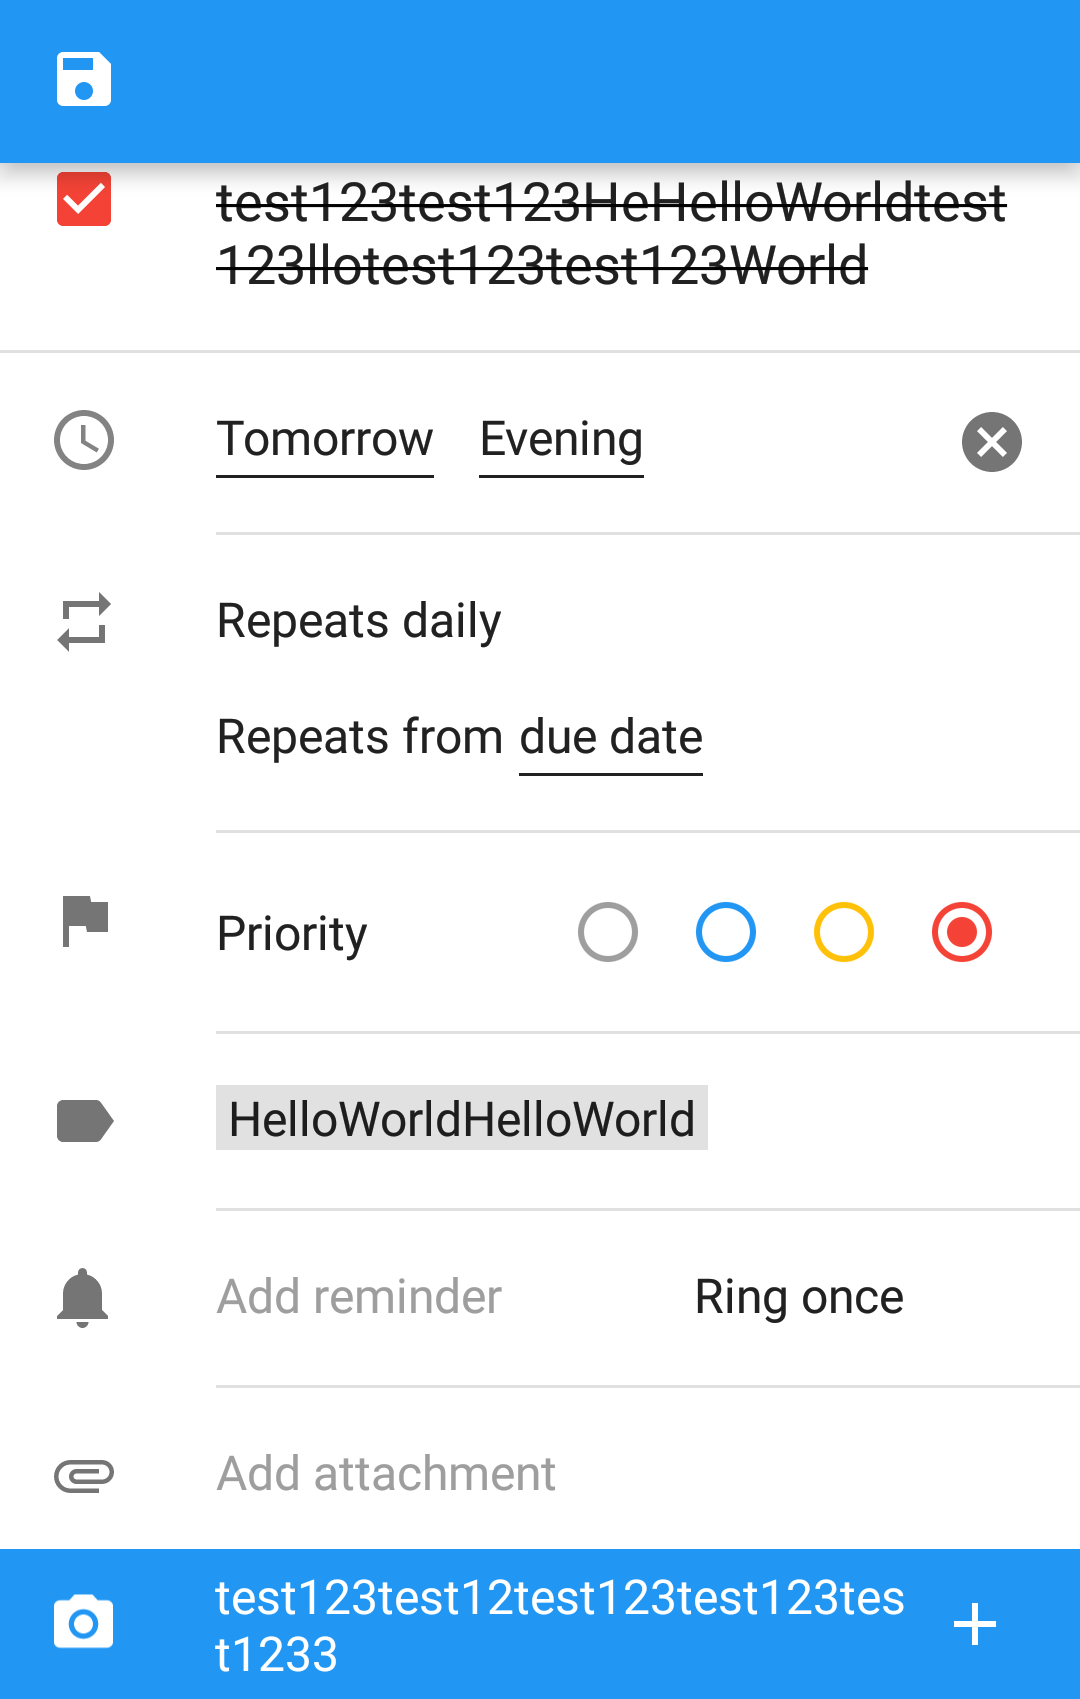 test123test123HeHelloWorldtest
123llotest123test123World
Tomorrow Evening
Repeats daily
Repeats from due date
Priority
HelloWorldHelloWorld
Add reminder Ring once
Add attachment
test123test12test123test123tes
t1233